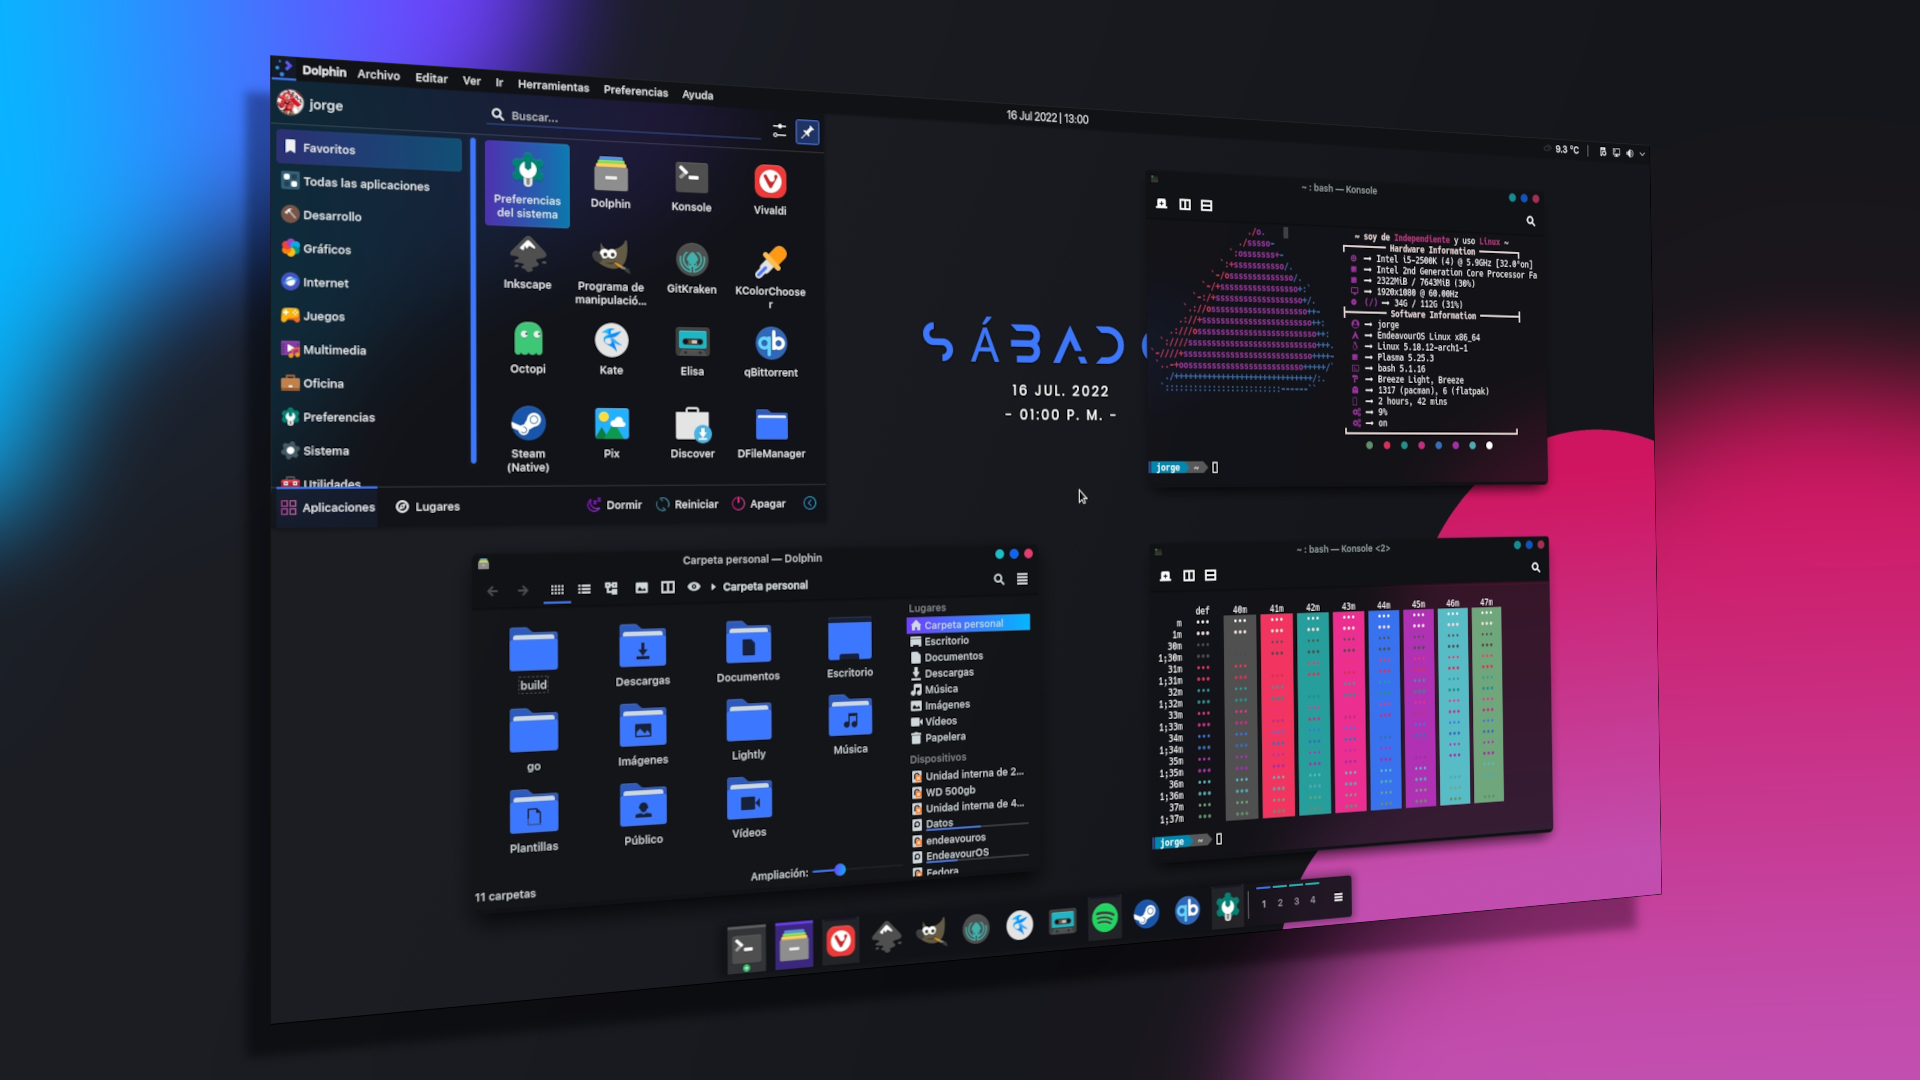 Dolphin Archivo Editar Ver Ir Herramientas Preferencias Ayuda
16 Jul 2022 | 13:00
9.3 °C
jorge
Buscar...
Favoritos
Todas las aplicaciones
Desarrollo
Gráficos
Internet
Juegos
Multimedia
Oficina
Preferencias
Sistema
Utilidades
Preferencias
del sistema
Dolphin
Konsole
Vivaldi
Inkscape
Programa de
manipulació...
GitKraken
KColorChoose
r
Octopi
Kate
Elisa
qBittorrent
Steam
(Native)
Pix
Discover
DFileManager
Aplicaciones
Lugares
Dormir
Reiniciar
Apagar
SÁBADO
16 JUL. 2022
- 01:00 P. M. -
~ : bash — Konsole
~ soy de Independiente y uso Linux ~
Hardware Information
Intel i5-2500K (4) @ 5.9GHz [32.0°on]
Intel 2nd Generation Core Processor Fa
2322MiB / 7643MiB (30%)
1920x1080 @ 60.00Hz
(/) → 34G / 112G (31%)
Software Information
jorge
EndeavourOS Linux x86_64
Linux 5.18.12-arch1-1
Plasma 5.25.3
bash 5.1.16
Breeze Light, Breeze
1317 (pacman), 6 (flatpak)
2 hours, 42 mins
9%
on
jorge ~
Carpeta personal — Dolphin
Carpeta personal
build
Descargas
Documentos
Escritorio
go
Imágenes
Lightly
Música
Plantillas
Público
Vídeos
Lugares
Carpeta personal
Escritorio
Documentos
Descargas
Música
Imágenes
Vídeos
Papelera
Dispositivos
Unidad interna de 2...
WD 500gb
Unidad interna de 4...
Datos
endeavouros
EndeavourOS
Fedora
11 carpetas
Ampliación:
~ : bash — Konsole <2>
def 40m 41m 42m 43m 44m 45m 46m 47m
m
1m
30m
1;30m
31m
1;31m
32m
1;32m
33m
1;33m
34m
1;34m
35m
1;35m
36m
1;36m
37m
1;37m
jorge ~
1 2 3 4